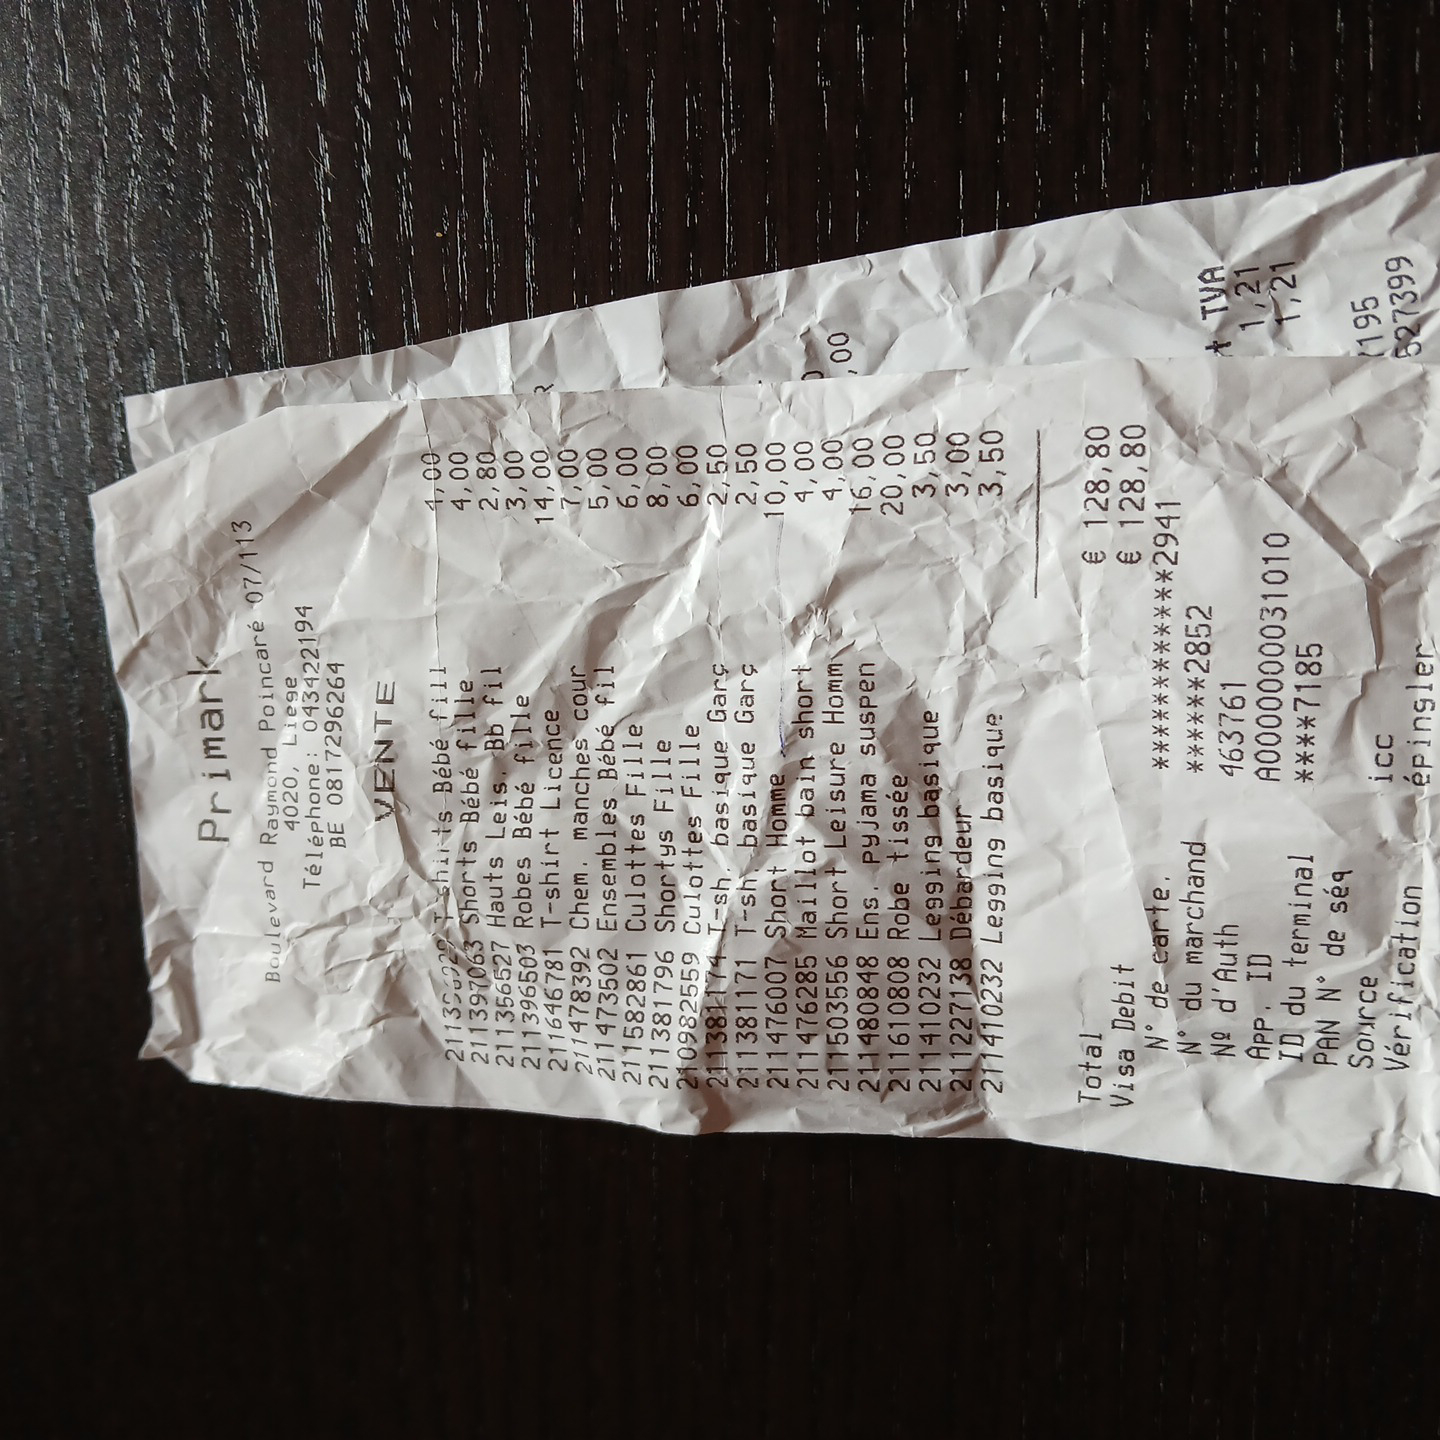 Primark
Boulevard Raymond Poincaré 07/113
4020, Liege
Téléphone: 043422194
BE 0817296264
VENTE
T-shirts Bébé fill 4,00
211397063 Shorts Bébé fille 4,00
211356527 Hauts Leis. Bb fil 2,80
211396503 Robes Bébé fille 3,00
211646781 T-shirt Licence 14,00
211478392 Chem. manches cour 7,00
211473502 Ensembles Bébé fil 5,00
211582861 Culottes Fille 6,00
211381796 Shortys Fille 8,00
210982559 Culottes Fille 6,00
211381174 T-sh. basique Garç 2,50
211381171 T-sh. basique Garç 2,50
211476007 Short Homme 10,00
211476285 Maillot bain short 4,00
211503556 Short Leisure Homm 4,00
211480848 Ens. pyjama suspen 16,00
211610808 Robe tissée 20,00
211410232 Legging basique 3,50
211227138 Débardeur 3,00
211410232 Legging basique 3,50
Total € 128,80
Visa Debit € 128,80
N° de carte. ************2941
N° du marchand ******2852
Nº d'Auth 463761
App. ID A0000000031010
ID du terminal ****7185
PAN N° de séq
Source icc
Vérification épingler
R
,00
t TVA
1,21
1,21
195
527399